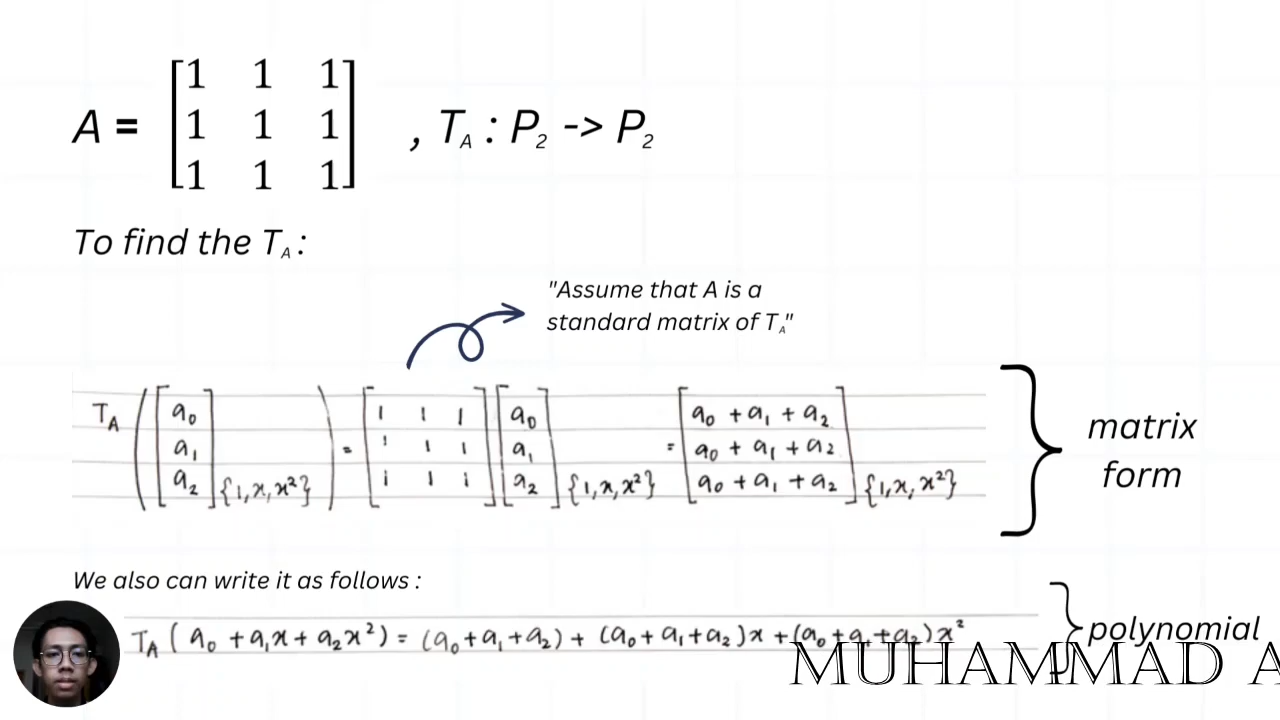 A = [1 1 1
1 1 1
1 1 1] , T_A : P_2 -> P_2
To find the T_A :
"Assume that A is a
standard matrix of T_A"
T_A ([a_0
a_1
a_2]{1,x,x²}) = [1 1 1
1 1 1
1 1 1][a_0
a_1
a_2]{1,x,x²} = [a_0 + a_1 + a_2
a_0 + a_1 + a_2
a_0 + a_1 + a_2]{1,x,x²}
matrix
form
We also can write it as follows :
T_A (a_0 + a_1x + a_2x²) = (a_0+a_1+a_2) + (a_0+a_1+a_2)x + (a_0+a_1+a_2)x²
polynomial
MUHAMMAD A